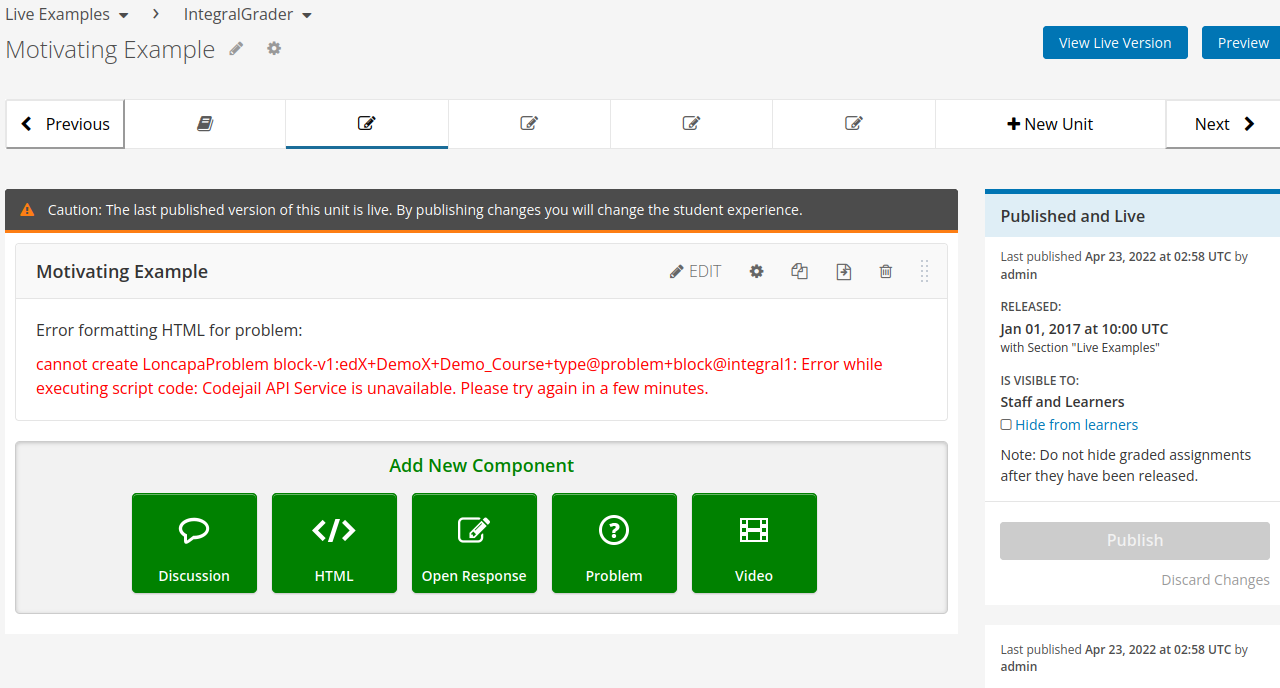 Live Examples IntegralGrader
Motivating Example
View Live Version
Preview
Previous
New Unit
Next
Caution: The last published version of this unit is live. By publishing changes you will change the student experience.
Motivating Example
EDIT
Error formatting HTML for problem:
cannot create LoncapaProblem block-v1:edX+DemoX+Demo_Course+type@problem+block@integral1: Error while
executing script code: Codejail API Service is unavailable. Please try again in a few minutes.
Add New Component
Discussion
HTML
Open Response
Problem
Video
Published and Live
Last published Apr 23, 2022 at 02:58 UTC by
admin
RELEASED:
Jan 01, 2017 at 10:00 UTC
with Section "Live Examples"
IS VISIBLE TO:
Staff and Learners
Hide from learners
Note: Do not hide graded assignments
after they have been released.
Publish
Discard Changes
Last published Apr 23, 2022 at 02:58 UTC by
admin